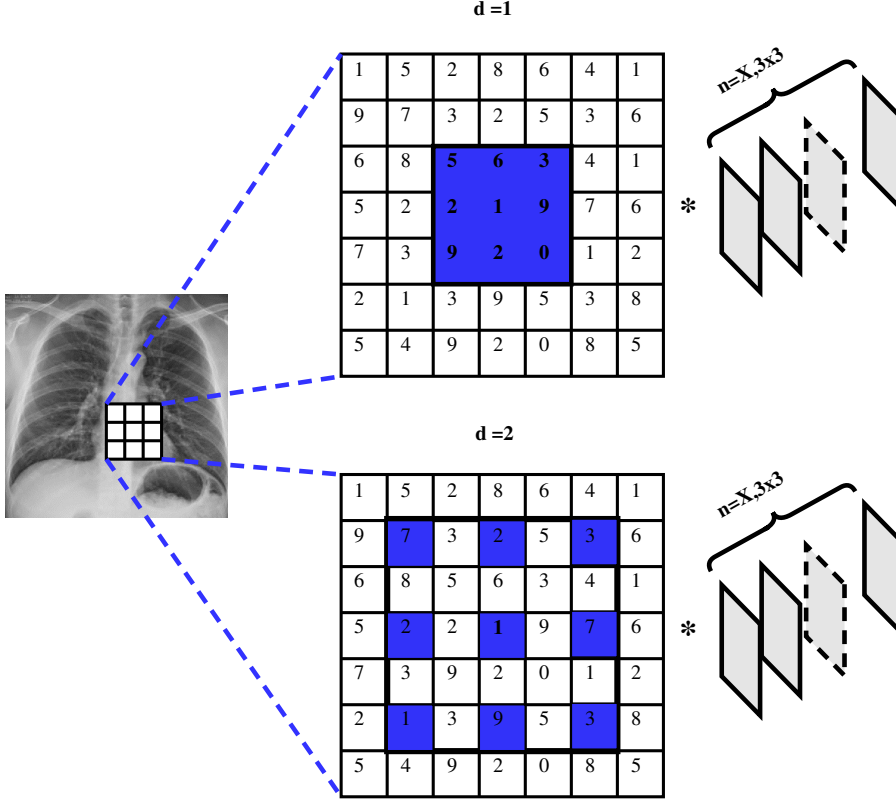 d =1
1 5 2 8 6 4 1
9 7 3 2 5 3 6
6 8 5 6 3 4 1
5 2 2 1 9 7 6
7 3 9 2 0 1 2
2 1 3 9 5 3 8
5 4 9 2 0 8 5
*
n=X,3x3
d =2
1 5 2 8 6 4 1
9 7 3 2 5 3 6
6 8 5 6 3 4 1
5 2 2 1 9 7 6
7 3 9 2 0 1 2
2 1 3 9 5 3 8
5 4 9 2 0 8 5
*
n=X,3x3